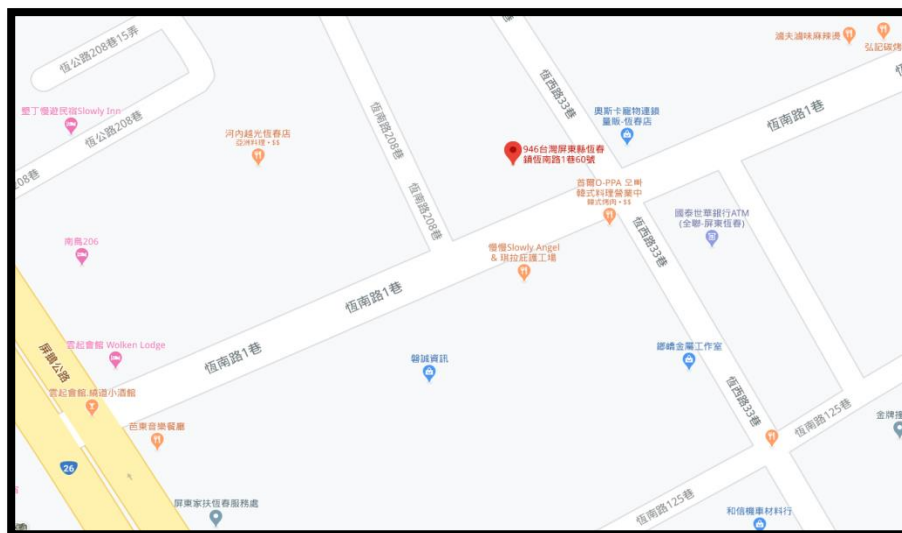 恆公路208巷15弄
滷夫滷味麻辣燙
弘記碳烤
墾丁慢遊民宿Slowly Inn
恆公路208巷
208巷
河內越光恆春店
亞洲料理・$$
恆南路208巷
恆西路33巷
奧斯卡寵物連鎖
量販-恆春店
恆南路1巷
946台灣屏東縣恆春
鎮恆南路1巷60號
首爾O-PPA 오빠
韓式料理營業中
韓式烤肉・$$
國泰世華銀行ATM
(全聯-屏東恆春)
恆西路33巷
南島206
慢慢Slowly Angel
& 琪拉庇護工場
恆南路1巷
恆南路1巷
雲起會館 Wolken Lodge
屏鵝公路
磐誠資訊
鄉嶼金屬工作室
雲起會館.繞道小酒館
恆西路33巷
恆南路125巷
芭東音樂餐廳
26
屏東家扶恆春服務處
恆南路125巷
和信機車材料行